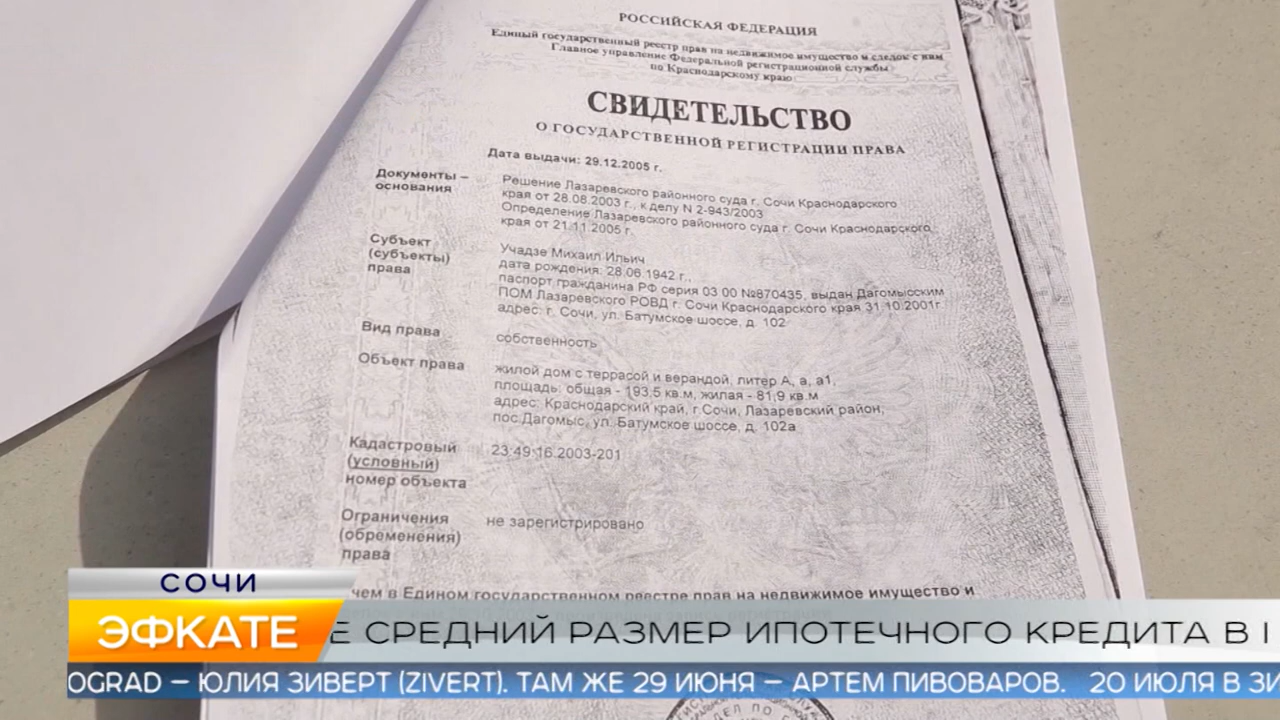 РОССИЙСКАЯ ФЕДЕРАЦИЯ
Единый государственный реестр прав на недвижимое имущество и сделок с ним
Главное управление Федеральной регистрационной службы
по Краснодарскому краю
СВИДЕТЕЛЬСТВО
О ГОСУДАРСТВЕННОЙ РЕГИСТРАЦИИ ПРАВА
Дата выдачи: 29.12.2005 г.
Документы – основания
Решение Лазаревского районного суда г. Сочи Краснодарского
края от 28.08.2003 г., к делу N 2-943/2003
Определение Лазаревского районного суда г. Сочи Краснодарского
края от 21.11.2005 г.
Субъект
(субъекты)
права
Учадзе Михаил Ильич
дата рождения: 28.06.1942 г.,
паспорт гражданина РФ серия 03 00 №870435, выдан Дагомысским
ПОМ Лазаревского РОВД г. Сочи Краснодарского края 31.10.2001г.
адрес: г. Сочи, ул. Батумское шоссе, д. 102
Вид права
собственность
Объект права
жилой дом с террасой и верандой, литер А, а, а1,
площадь: общая - 193,5 кв.м, жилая - 81,9 кв.м
адрес: Краснодарский край, г.Сочи, Лазаревский район,
пос.Дагомыс, ул. Батумское шоссе, д. 102а
Кадастровый
(условный)
номер объекта
23:49:16.2003-201
Ограничения
(обременения)
права
не зарегистрировано
чем в Едином государственном реестре прав на недвижимое имущество и
СОЧИ
ЭФКАТЕ
Е СРЕДНИЙ РАЗМЕР ИПОТЕЧНОГО КРЕДИТА В I
OGRAD – ЮЛИЯ ЗИВЕРТ (ZIVERT). ТАМ ЖЕ 29 ИЮНЯ – АРТЕМ ПИВОВАРОВ. 20 ИЮЛЯ В ЗИ